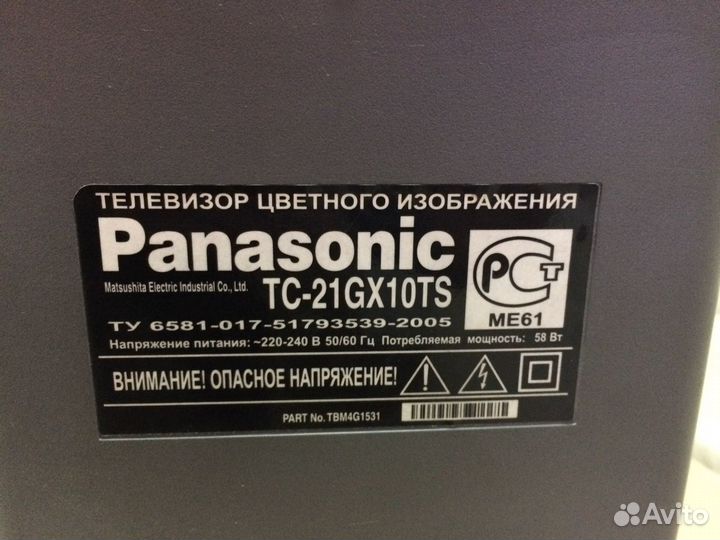 ТЕЛЕВИЗОР ЦВЕТНОГО ИЗОБРАЖЕНИЯ
Panasonic
Matsushita Electric Industrial Co., Ltd.
TC-21GX10TS
РСТ
ME61
ТУ 6581-017-51793539-2005
Напряжение питания: ~220-240 В 50/60 Гц Потребляемая мощность: 58 Вт
ВНИМАНИЕ! ОПАСНОЕ НАПРЯЖЕНИЕ!
PART No. TBM4G1531
Avito